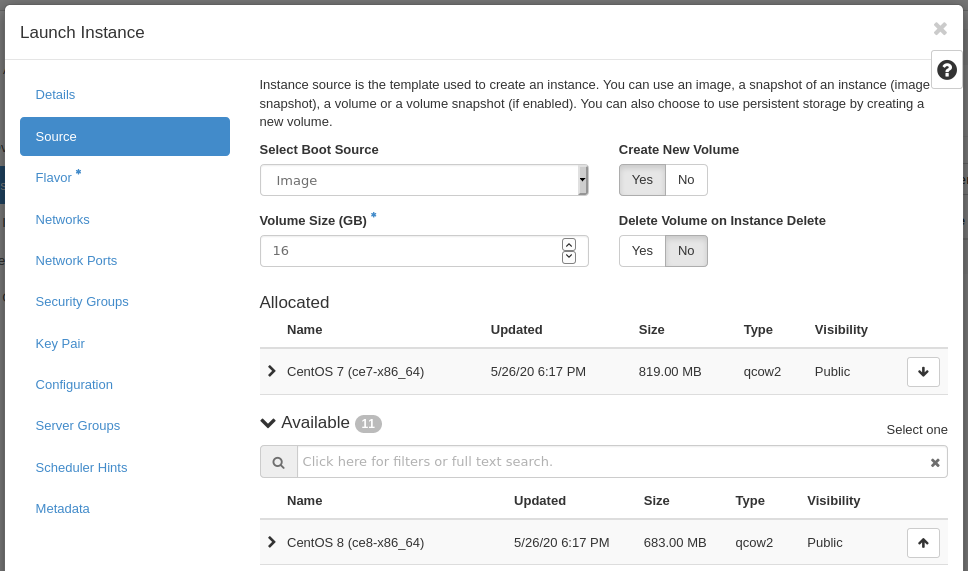 Launch Instance
Details
Source
Flavor *
Networks
Network Ports
Security Groups
Key Pair
Configuration
Server Groups
Scheduler Hints
Metadata
Instance source is the template used to create an instance. You can use an image, a snapshot of an instance (image
snapshot), a volume or a volume snapshot (if enabled). You can also choose to use persistent storage by creating a
new volume.
Select Boot Source
Create New Volume
Image
Yes No
Volume Size (GB) *
Delete Volume on Instance Delete
16
Yes No
Allocated
Name Updated Size Type Visibility
CentOS 7 (ce7-x86_64) 5/26/20 6:17 PM 819.00 MB qcow2 Public
Available 11
Select one
Click here for filters or full text search.
Name Updated Size Type Visibility
CentOS 8 (ce8-x86_64) 5/26/20 6:17 PM 683.00 MB qcow2 Public